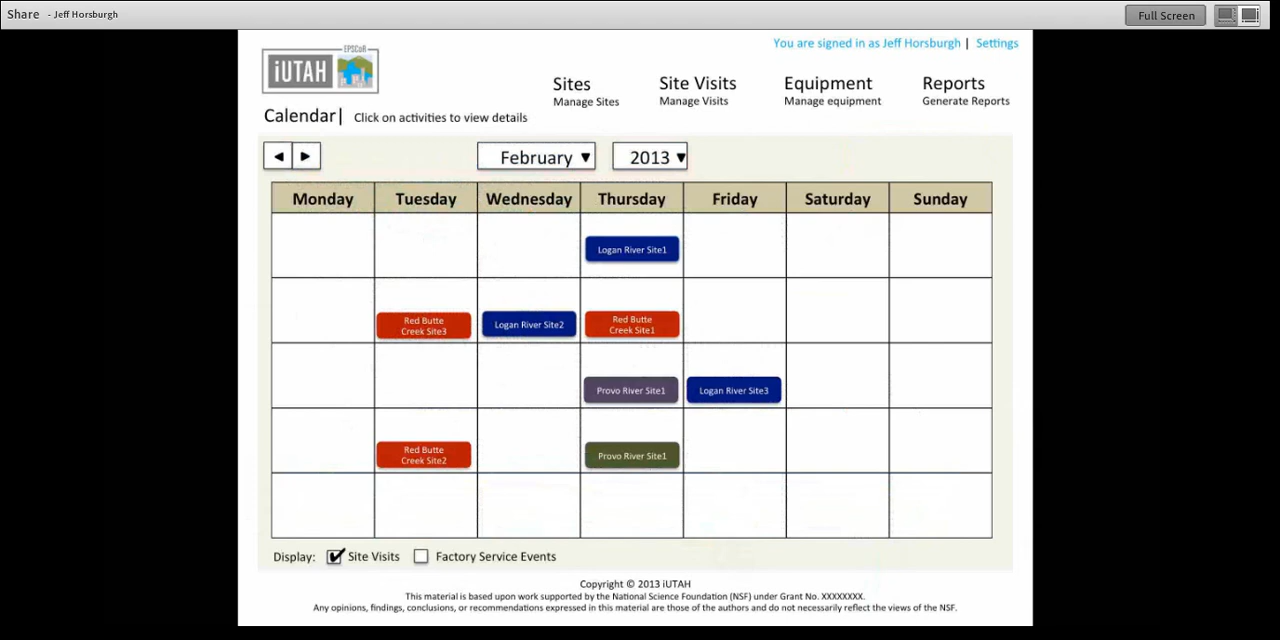 Share - Jeff Horsburgh
Full Screen
You are signed in as Jeff Horsburgh | Settings
EPSCoR
iUTAH
Sites
Manage Sites
Site Visits
Manage Visits
Equipment
Manage equipment
Reports
Generate Reports
Calendar| Click on activities to view details
February 2013
Monday Tuesday Wednesday Thursday Friday Saturday Sunday
Logan River Site1
Red Butte
Creek Site3
Logan River Site2
Red Butte
Creek Site1
Provo River Site1
Logan River Site3
Red Butte
Creek Site2
Provo River Site1
Display: Site Visits Factory Service Events
Copyright © 2013 iUTAH
This material is based upon work supported by the National Science Foundation (NSF) under Grant No. XXXXXXXX.
Any opinions, findings, conclusions, or recommendations expressed in this material are those of the authors and do not necessarily reflect the views of the NSF.